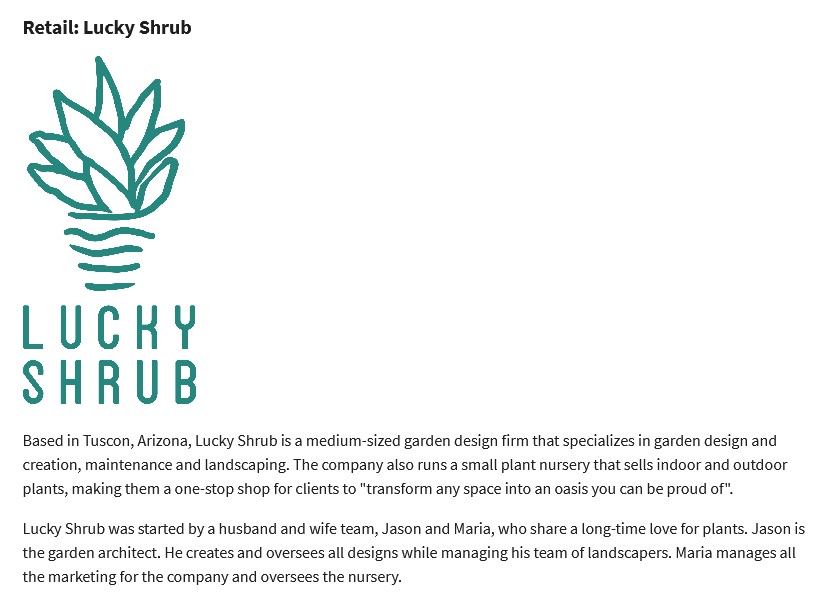 Retail: Lucky Shrub
LUCKY
SHRUB
Based in Tuscon, Arizona, Lucky Shrub is a medium-sized garden design firm that specializes in garden design and
creation, maintenance and landscaping. The company also runs a small plant nursery that sells indoor and outdoor
plants, making them a one-stop shop for clients to "transform any space into an oasis you can be proud of".
Lucky Shrub was started by a husband and wife team, Jason and Maria, who share a long-time love for plants. Jason is
the garden architect. He creates and oversees all designs while managing his team of landscapers. Maria manages all
the marketing for the company and oversees the nursery.